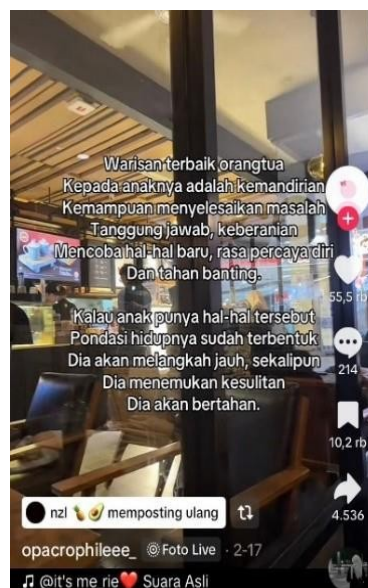 Warisan terbaik orangtua
Kepada anaknya adalah kemandirian
Kemampuan menyelesaikan masalah
Tanggung jawab, keberanian
Mencoba hal-hal baru, rasa percaya diri
Dan tahan banting.
Kalau anak punya hal-hal tersebut
Pondasi hidupnya sudah terbentuk
Dia akan melangkah jauh, sekalipun
Dia menemukan kesulitan
Dia akan bertahan.
55,5 rb
214
10,2 rb
4.536
nzl 🍍🥑 memposting ulang
opacrophileee_ Foto Live · 2-17
♫ @it's me rie❤️ Suara Asli